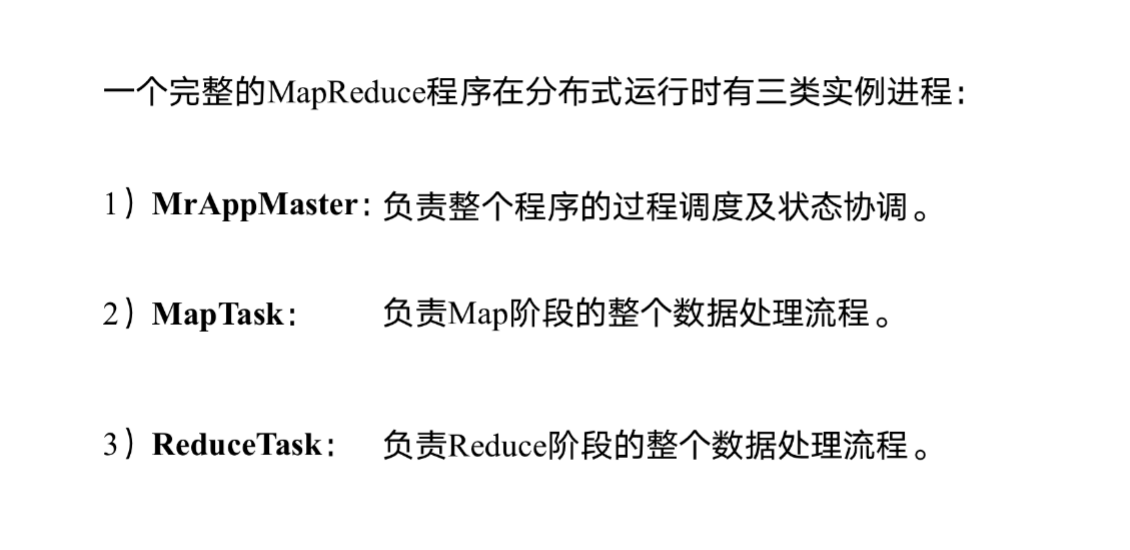 一个完整的MapReduce程序在分布式运行时有三类实例进程：
1）MrAppMaster：负责整个程序的过程调度及状态协调。
2）MapTask： 负责Map阶段的整个数据处理流程。
3）ReduceTask： 负责Reduce阶段的整个数据处理流程。